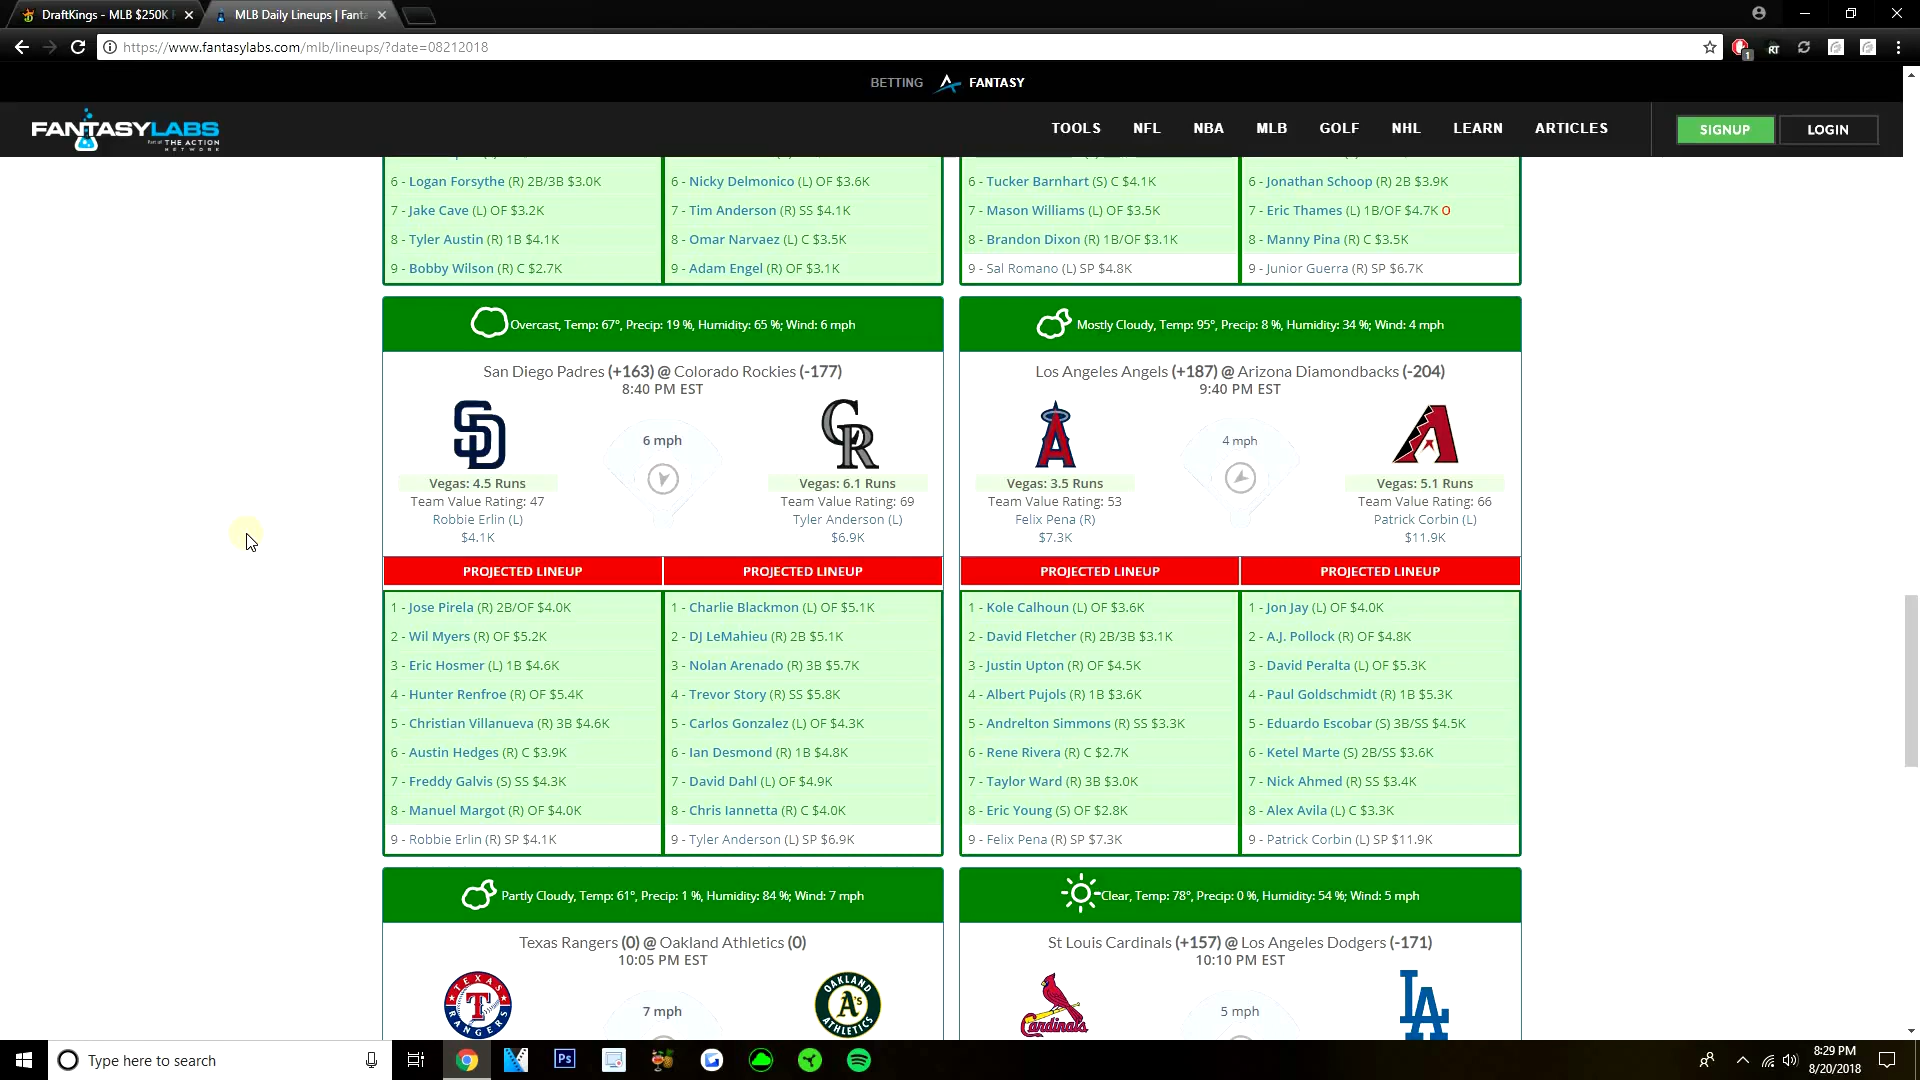 DraftKings - MLB $250K
MLB Daily Lineups | Fanta
https://www.fantasylabs.com/mlb/lineups/?date=08212018
1
RT
BETTING FANTASY
FANTASYLABS
Part of THE ACTION
NETWORK
TOOLS NFL NBA MLB GOLF NHL LEARN ARTICLES
SIGNUP LOGIN
6 - Logan Forsythe (R) 2B/3B $3.0K
7 - Jake Cave (L) OF $3.2K
8 - Tyler Austin (R) 1B $4.1K
9 - Bobby Wilson (R) C $2.7K
6 - Nicky Delmonico (L) OF $3.6K
7 - Tim Anderson (R) SS $4.1K
8 - Omar Narvaez (L) C $3.5K
9 - Adam Engel (R) OF $3.1K
6 - Tucker Barnhart (S) C $4.1K
7 - Mason Williams (L) OF $3.5K
8 - Brandon Dixon (R) 1B/OF $3.1K
9 - Sal Romano (L) SP $4.8K
6 - Jonathan Schoop (R) 2B $3.9K
7 - Eric Thames (L) 1B/OF $4.7K O
8 - Manny Pina (R) C $3.5K
9 - Junior Guerra (R) SP $6.7K
Overcast, Temp: 67°, Precip: 19 %, Humidity: 65 %; Wind: 6 mph
San Diego Padres (+163) @ Colorado Rockies (-177)
8:40 PM EST
SD
CR
6 mph
Vegas: 4.5 Runs
Team Value Rating: 47
Robbie Erlin (L)
$4.1K
Vegas: 6.1 Runs
Team Value Rating: 69
Tyler Anderson (L)
$6.9K
PROJECTED LINEUP
1 - Jose Pirela (R) 2B/OF $4.0K
2 - Wil Myers (R) OF $5.2K
3 - Eric Hosmer (L) 1B $4.6K
4 - Hunter Renfroe (R) OF $5.4K
5 - Christian Villanueva (R) 3B $4.6K
6 - Austin Hedges (R) C $3.9K
7 - Freddy Galvis (S) SS $4.3K
8 - Manuel Margot (R) OF $4.0K
9 - Robbie Erlin (R) SP $4.1K
PROJECTED LINEUP
1 - Charlie Blackmon (L) OF $5.1K
2 - DJ LeMahieu (R) 2B $5.1K
3 - Nolan Arenado (R) 3B $5.7K
4 - Trevor Story (R) SS $5.8K
5 - Carlos Gonzalez (L) OF $4.3K
6 - Ian Desmond (R) 1B $4.8K
7 - David Dahl (L) OF $4.9K
8 - Chris Iannetta (R) C $4.0K
9 - Tyler Anderson (L) SP $6.9K
Mostly Cloudy, Temp: 95°, Precip: 8 %, Humidity: 34 %; Wind: 4 mph
Los Angeles Angels (+187) @ Arizona Diamondbacks (-204)
9:40 PM EST
A
A
4 mph
Vegas: 3.5 Runs
Team Value Rating: 53
Felix Pena (R)
$7.3K
Vegas: 5.1 Runs
Team Value Rating: 66
Patrick Corbin (L)
$11.9K
PROJECTED LINEUP
1 - Kole Calhoun (L) OF $3.6K
2 - David Fletcher (R) 2B/3B $3.1K
3 - Justin Upton (R) OF $4.5K
4 - Albert Pujols (R) 1B $3.6K
5 - Andrelton Simmons (R) SS $3.3K
6 - Rene Rivera (R) C $2.7K
7 - Taylor Ward (R) 3B $3.0K
8 - Eric Young (S) OF $2.8K
9 - Felix Pena (R) SP $7.3K
PROJECTED LINEUP
1 - Jon Jay (L) OF $4.0K
2 - A.J. Pollock (R) OF $4.8K
3 - David Peralta (L) OF $5.3K
4 - Paul Goldschmidt (R) 1B $5.3K
5 - Eduardo Escobar (S) 3B/SS $4.5K
6 - Ketel Marte (S) 2B/SS $3.6K
7 - Nick Ahmed (R) SS $3.4K
8 - Alex Avila (L) C $3.3K
9 - Patrick Corbin (L) SP $11.9K
Partly Cloudy, Temp: 61°, Precip: 1 %, Humidity: 84 %; Wind: 7 mph
Texas Rangers (0) @ Oakland Athletics (0)
10:05 PM EST
TEXAS
T
RANGERS
OAKLAND
A's
ATHLETICS
7 mph
Clear, Temp: 78°, Precip: 0 %, Humidity: 54 %; Wind: 5 mph
St Louis Cardinals (+157) @ Los Angeles Dodgers (-171)
10:10 PM EST
Cardinals
LA
5 mph
Type here to search
Ps
8:29 PM
8/20/2018